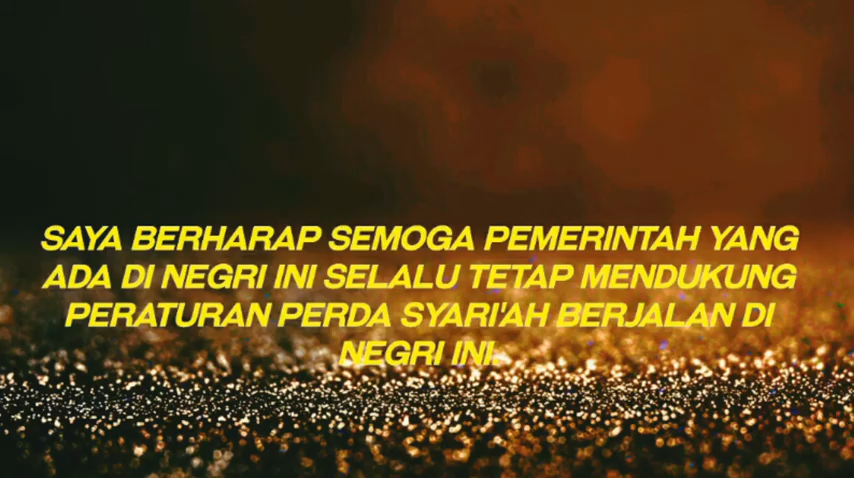 SAYA BERHARAP SEMOGA PEMERINTAH YANG
ADA DI NEGRI INI SELALU TETAP MENDUKUNG
PERATURAN PERDA SYARI'AH BERJALAN DI
NEGRI INI.